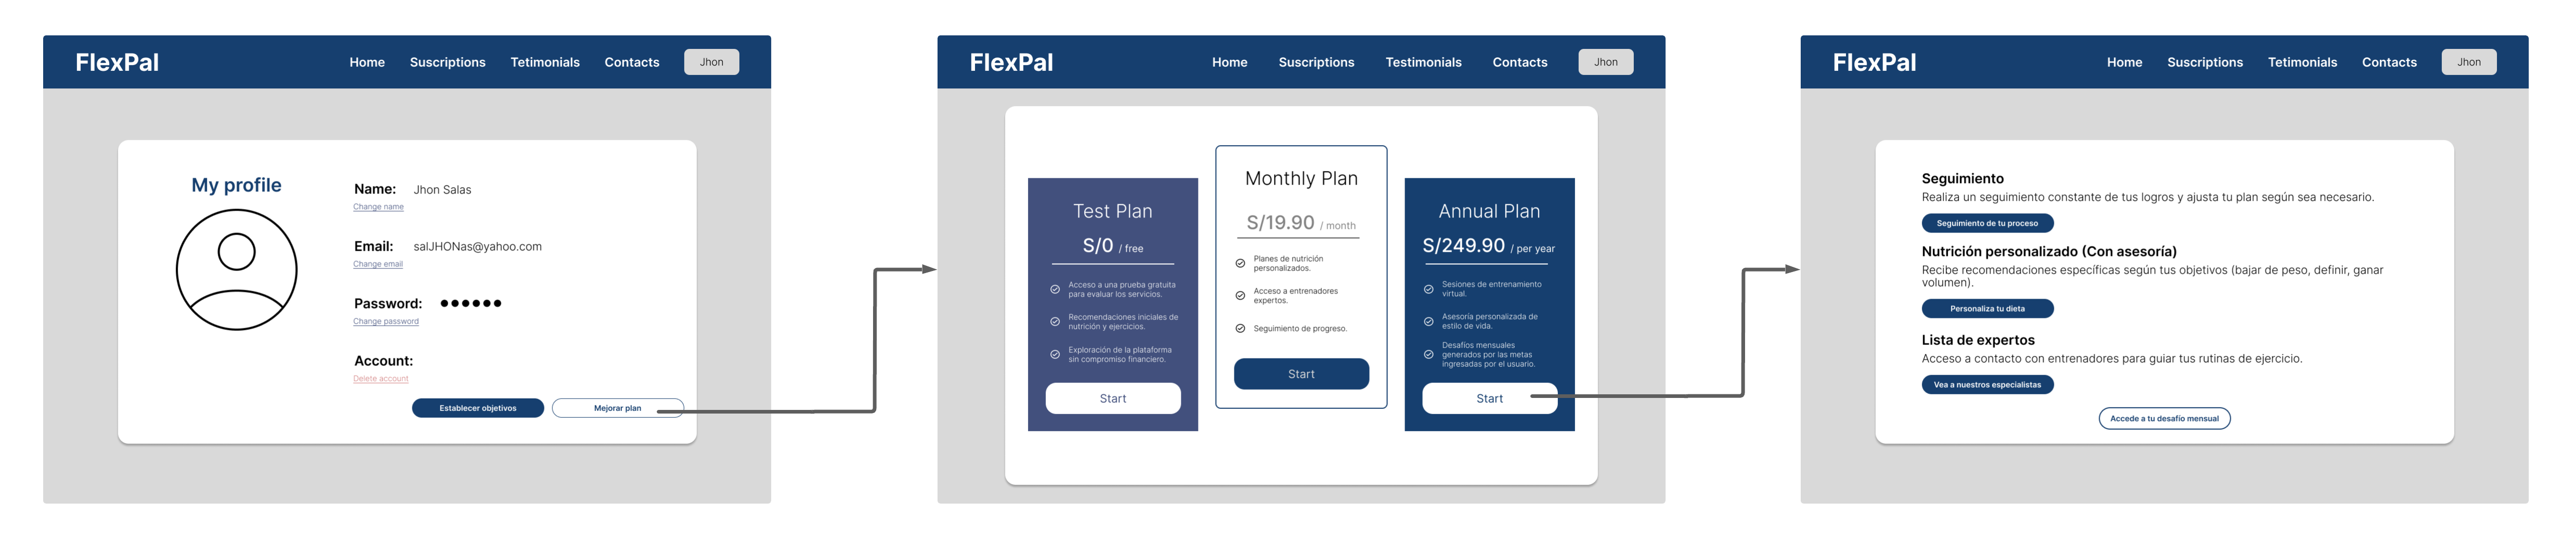 FlexPal
Home Suscriptions Tetimonials Contacts Jhon
My profile
Name: Jhon Salas
Change name
Email: salJHONas@yahoo.com
Change email
Password: ●●●●●●
Change password
Account:
Delete account
Establecer objetivos
Mejorar plan
FlexPal
Home Suscriptions Testimonials Contacts Jhon
Test Plan
S/0 / free
Acceso a una prueba gratuita
para evaluar los servicios.
Recomendaciones iniciales de
nutrición y ejercicios.
Exploración de la plataforma
sin compromiso financiero.
Start
Monthly Plan
S/19.90 / month
Planes de nutrición
personalizados.
Acceso a entrenadores
expertos.
Seguimiento de progreso.
Start
Annual Plan
S/249.90 / per year
Sesiones de entrenamiento
virtual.
Asesoría personalizada de
estilo de vida.
Desafíos mensuales
generados por las metas
ingresadas por el usuario.
Start
FlexPal
Home Suscriptions Tetimonials Contacts Jhon
Seguimiento
Realiza un seguimiento constante de tus logros y ajusta tu plan según sea necesario.
Seguimiento de tu proceso
Nutrición personalizado (Con asesoría)
Recibe recomendaciones específicas según tus objetivos (bajar de peso, definir, ganar
volumen).
Personaliza tu dieta
Lista de expertos
Acceso a contacto con entrenadores para guiar tus rutinas de ejercicio.
Vea a nuestros especialistas
Accede a tu desafío mensual